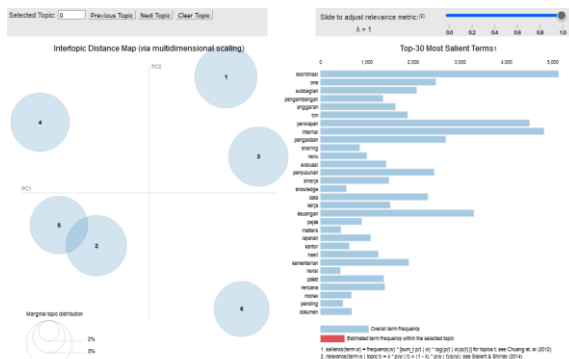 Selected Topic: 0 Previous Topic Next Topic Clear Topic
Slide to adjust relevance metric:(2)
λ = 1
0.0 0.2 0.4 0.6 0.8 1.0
Intertopic Distance Map (via multidimensional scaling)
PC2
PC1
1
4
3
5
2
6
Marginal topic distribution
2%
5%
Top-30 Most Salient Terms1
0 1,000 2,000 3,000 4,000 5,000
koordinasi
one
subbagian
pengembangan
anggaran
tim
persiapan
internal
pengadaan
sharing
reviu
evaluasi
penyusunan
kinerja
knowledge
data
kerja
keuangan
pajak
matters
layanan
kantor
hasil
kementerian
revisi
paket
rencana
monev
pending
dokumen
Overall term frequency
Estimated term frequency within the selected topic
1. saliency(term w) = frequency(w) * [sum_t p(t | w) * log(p(t | w)/p(t))] for topics t; see Chuang et. al (2012)
2. relevance(term w | topic t) = λ * p(w | t) + (1 - λ) * p(w | t)/p(w); see Sievert & Shirley (2014)